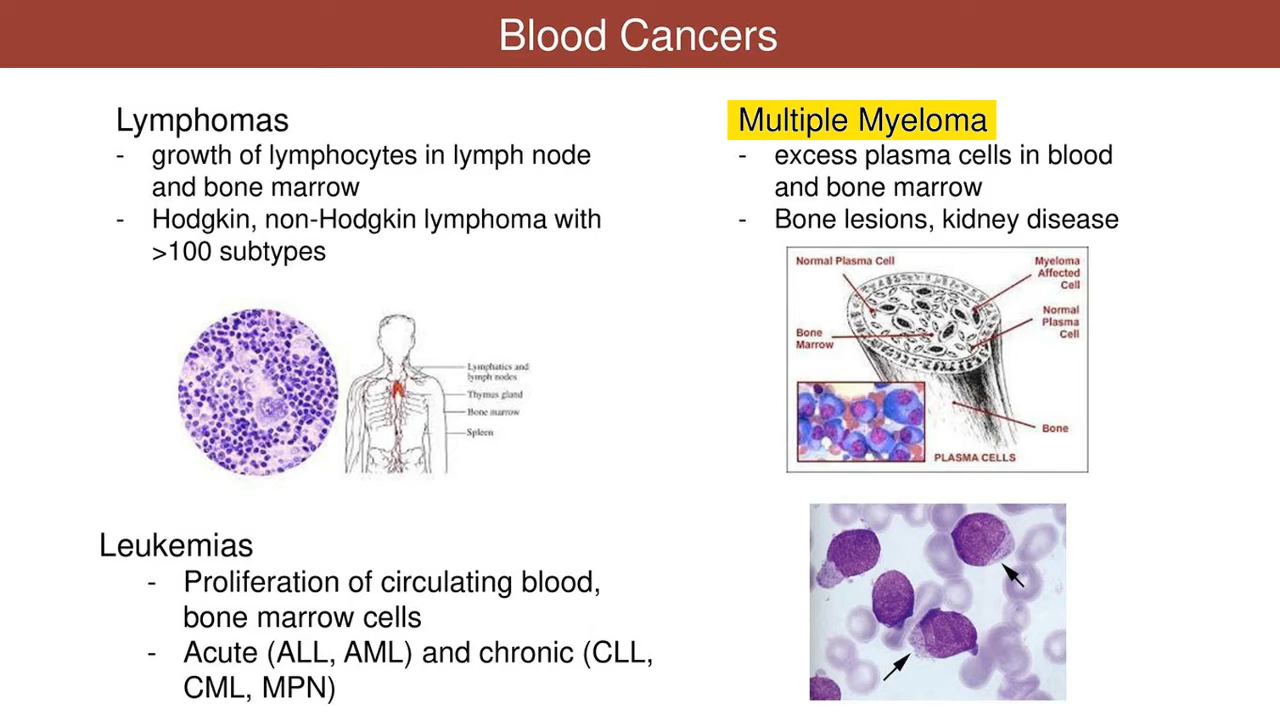 Blood Cancers
Lymphomas
- growth of lymphocytes in lymph node
and bone marrow
- Hodgkin, non-Hodgkin lymphoma with
>100 subtypes
Lymphatics and
lymph nodes
Thymus gland
Bone marrow
Spleen
Leukemias
- Proliferation of circulating blood,
bone marrow cells
- Acute (ALL, AML) and chronic (CLL,
CML, MPN)
Multiple Myeloma
- excess plasma cells in blood
and bone marrow
- Bone lesions, kidney disease
Normal Plasma Cell
Myeloma
Affected
Cell
Normal
Plasma
Cell
Bone
Marrow
Bone
PLASMA CELLS